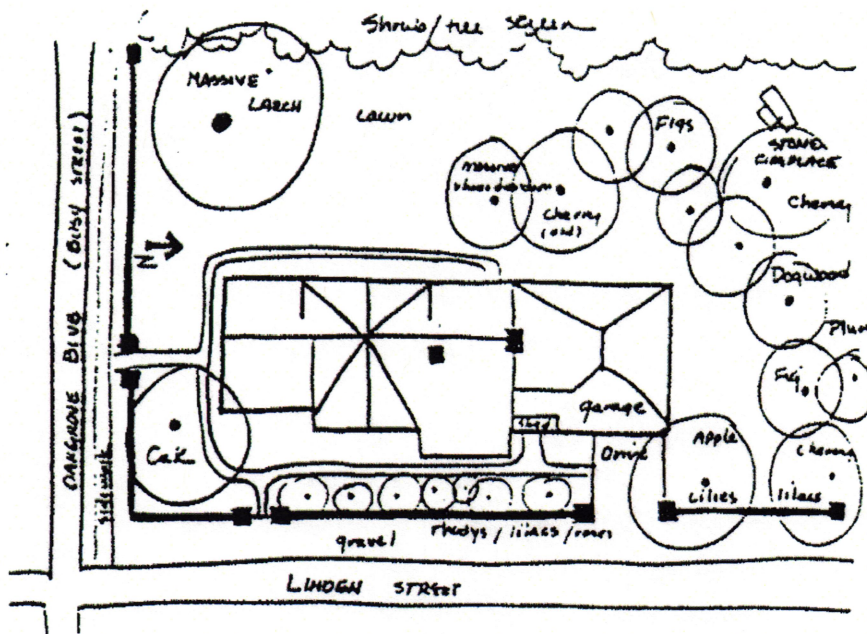 Shrub/tree screen
MASSIVE
LARCH
Lawn
Figs
STONE
FIREPLACE
MASSIVE
rhododendron
Cherry
(old)
Cherry
N
OAKGROVE BLVD (BUSY STREET)
sidewalk
Dogwood
Plum
Fig
garage
shed
Drive
Apple
Cherry
Oak
Lilies
lilacs
gravel
rhodys/lilacs/roses
LINDEN STREET